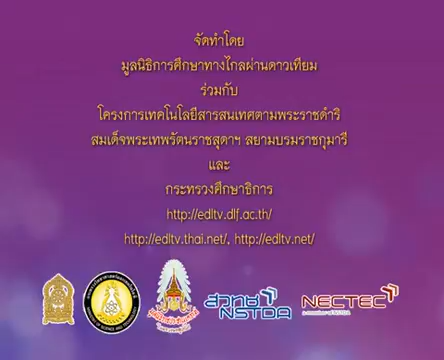 จัดทำโดย
มูลนิธิการศึกษาทางไกลผ่านดาวเทียม
ร่วมกับ
โครงการเทคโนโลยีสารสนเทศตามพระราชดำริ
สมเด็จพระเทพรัตนราชสุดาฯ สยามบรมราชกุมารี
และ
กระทรวงศึกษาธิการ
http://edltv.dlf.ac.th/
http://edltv.thai.net/, http://edltv.net/
สวทช
NSTDA
NECTEC
a member of NSTDA